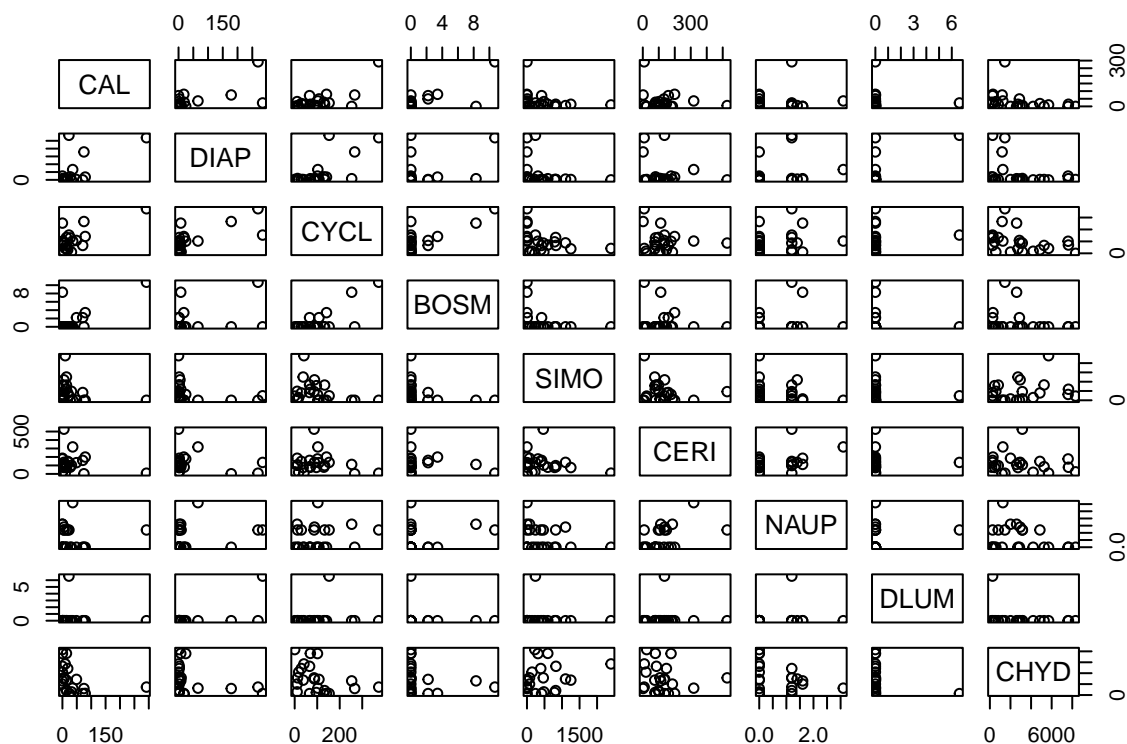 0 150 0 4 8 0 300 0 3 6
CAL 0 300
0 DIAP
CYCL 0
0 8 BOSM
SIMO 0
0 500 CERI
NAUP 0.0
0 5 DLUM
CHYD 0
0 150 0 200 0 1500 0.0 2.0 0 6000